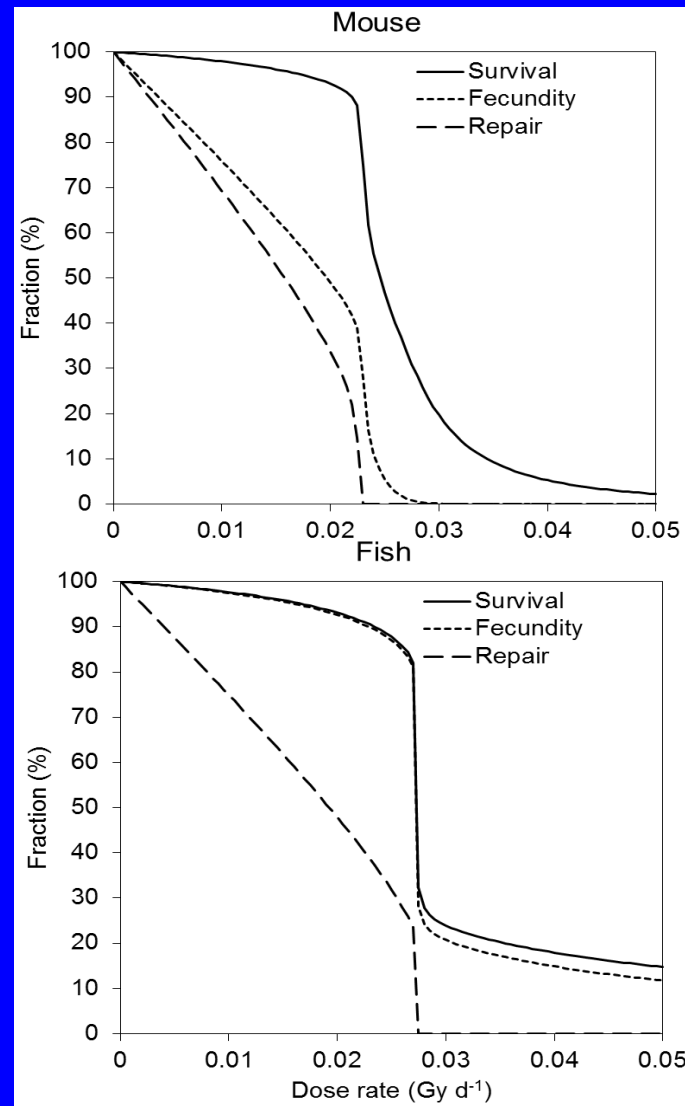 Mouse
Survival
Fecundity
Repair
Fraction (%)
100
90
80
70
60
50
40
30
20
10
0
0 0.01 0.02 0.03 0.04 0.05
Fish
Survival
Fecundity
Repair
Fraction (%)
100
90
80
70
60
50
40
30
20
10
0
0 0.01 0.02 0.03 0.04 0.05
Dose rate (Gy d⁻¹)